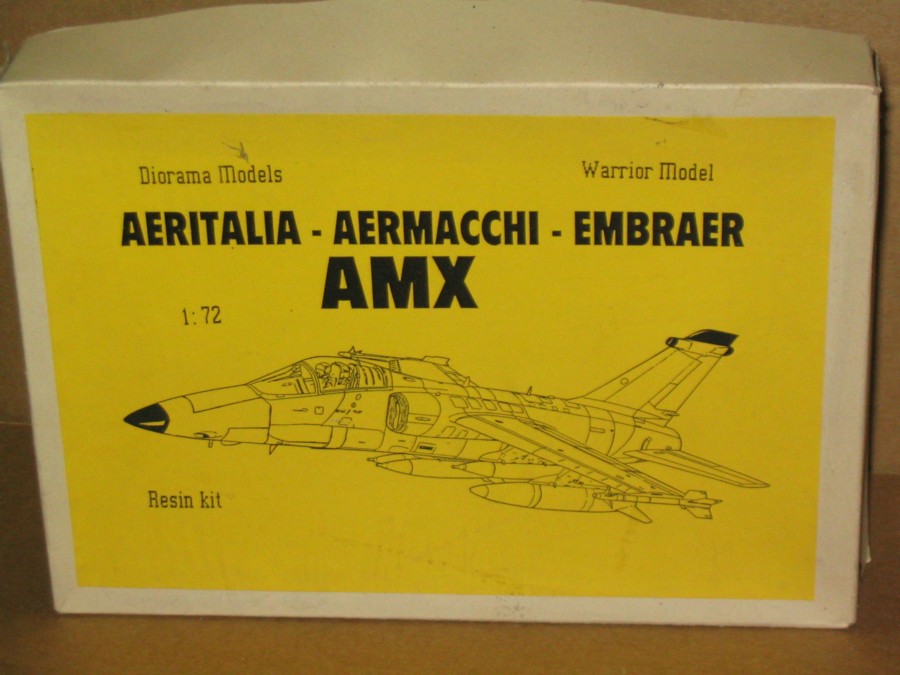 Diorama Models
Warrior Model
AERITALIA - AERMACCHI - EMBRAER
AMX
1:72
Resin kit